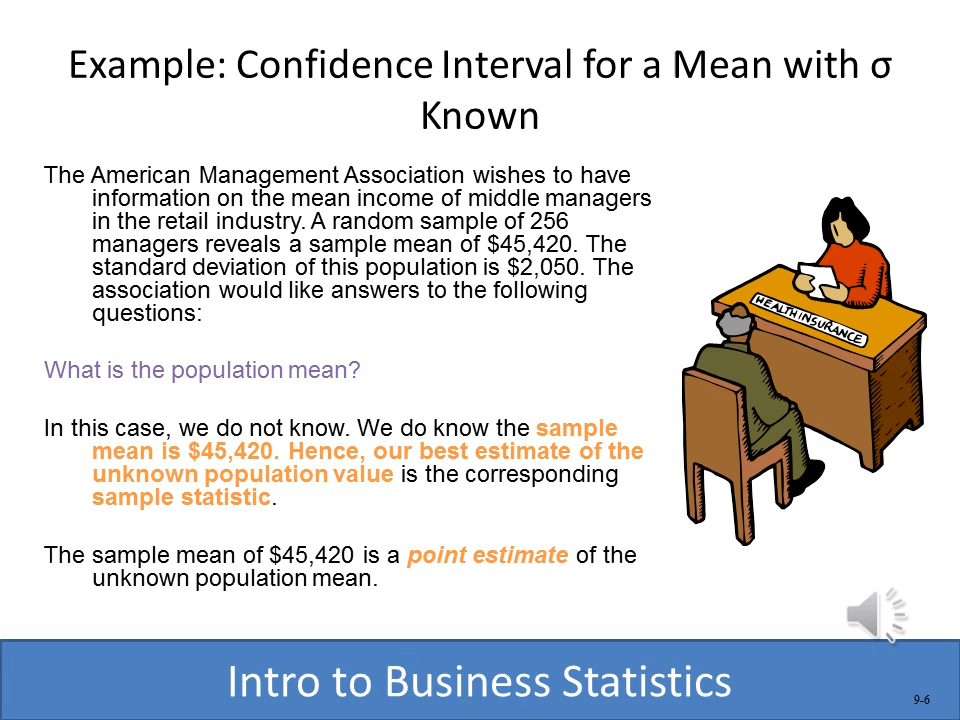 Example: Confidence Interval for a Mean with σ
Known
The American Management Association wishes to have
information on the mean income of middle managers
in the retail industry. A random sample of 256
managers reveals a sample mean of $45,420. The
standard deviation of this population is $2,050. The
association would like answers to the following
questions:
What is the population mean?
In this case, we do not know. We do know the sample
mean is $45,420. Hence, our best estimate of the
unknown population value is the corresponding
sample statistic.
The sample mean of $45,420 is a point estimate of the
unknown population mean.
HEALTH INSURANCE
Intro to Business Statistics
9-6